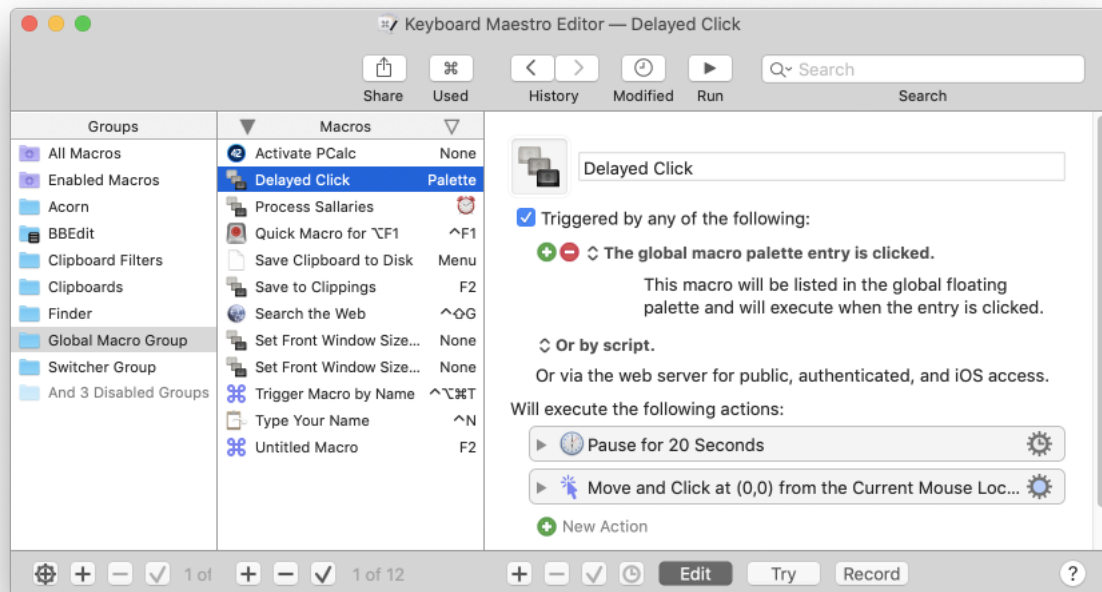 Keyboard Maestro Editor — Delayed Click
Share
Used
History
Modified
Run
Search
Search
Groups
All Macros
Enabled Macros
Acorn
BBEdit
Clipboard Filters
Clipboards
Finder
Global Macro Group
Switcher Group
And 3 Disabled Groups
Macros
42 Activate PCalc None
Delayed Click Palette
Process Sallaries
Quick Macro for ⌥F1 ^F1
Save Clipboard to Disk Menu
Save to Clippings F2
Search the Web ^⇧G
Set Front Window Size... None
Set Front Window Size... None
Trigger Macro by Name ^⌥⌘T
Type Your Name ^N
Untitled Macro F2
Delayed Click
Triggered by any of the following:
The global macro palette entry is clicked.
This macro will be listed in the global floating
palette and will execute when the entry is clicked.
Or by script.
Or via the web server for public, authenticated, and iOS access.
Will execute the following actions:
Pause for 20 Seconds
Move and Click at (0,0) from the Current Mouse Loc...
New Action
1 of
1 of 12
Edit
Try
Record
?